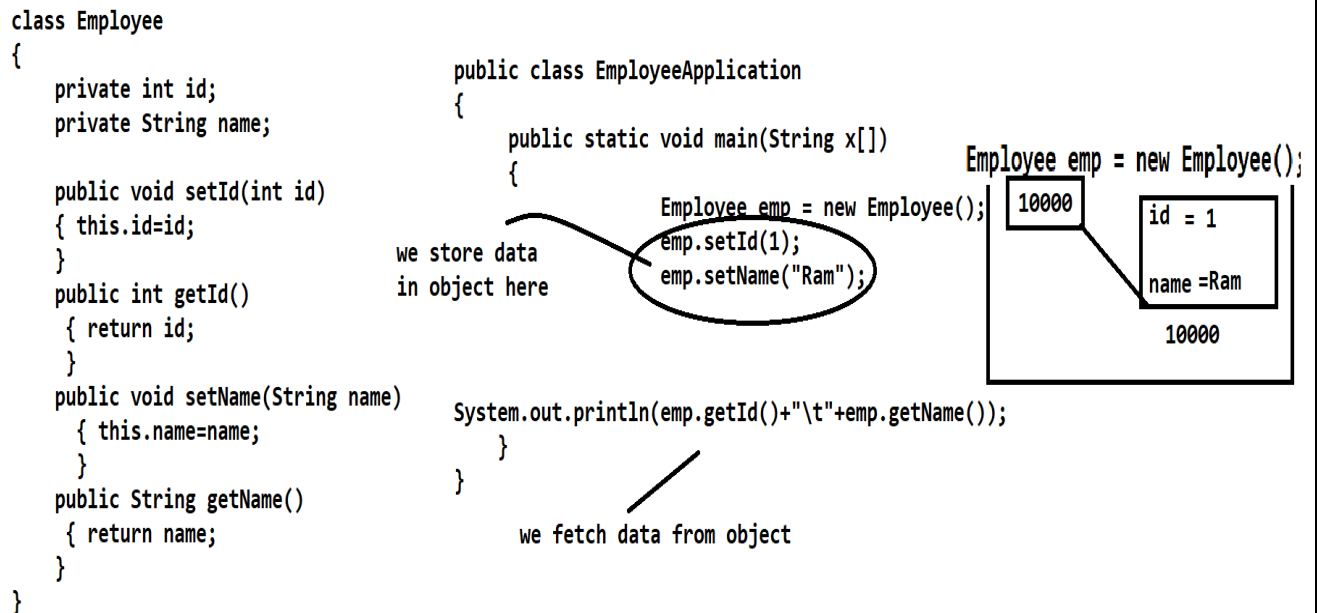 class Employee
{
private int id;
private String name;
public void setId(int id)
{ this.id=id;
}
public int getId()
{ return id;
}
public void setName(String name)
{ this.name=name;
}
public String getName()
{ return name;
}
}
public class EmployeeApplication
{
public static void main(String x[])
{
Employee emp = new Employee();
emp.setId(1);
emp.setName("Ram");
we store data
in object here
System.out.println(emp.getId()+"\t"+emp.getName());
}
}
we fetch data from object
Employee emp = new Employee();
10000
id = 1
name =Ram
10000